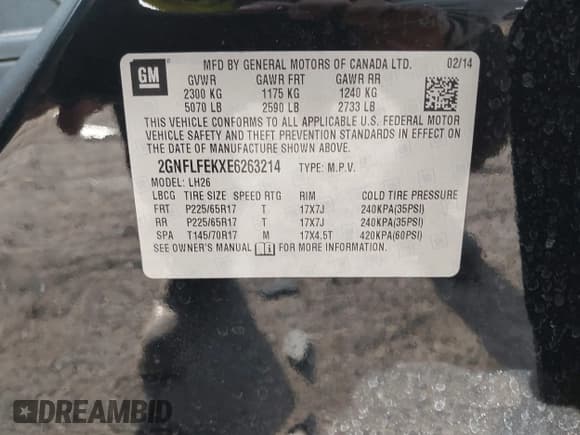 GM
MFD BY GENERAL MOTORS OF CANADA LTD. 02/14
GVWR GAWR FRT GAWR RR
2300 KG 1175 KG 1240 KG
5070 LB 2590 LB 2733 LB
THIS VEHICLE CONFORMS TO ALL APPLICABLE U.S. FEDERAL MOTOR
VEHICLE SAFETY AND THEFT PREVENTION STANDARDS IN EFFECT ON
THE DATE OF MANUFACTURE SHOWN ABOVE.
2GNFLFEKXE6263214 TYPE: M.P.V.
MODEL: LH26
LBCG TIRE SIZE SPEED RTG RIM COLD TIRE PRESSURE
FRT P225/65R17 T 17X7J 240KPA(35PSI)
RR P225/65R17 T 17X7J 240KPA(35PSI)
SPA T145/70R17 M 17X4.5T 420KPA(60PSI)
SEE OWNER'S MANUAL i FOR MORE INFORMATION.
DREAMBID